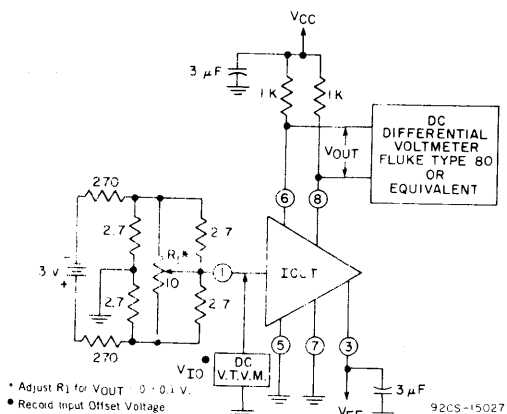 VCC
3 μF
1K
1K
DC
DIFFERENTIAL
VOLTMETER
FLUKE TYPE 80
OR
EQUIVALENT
VOUT
6
8
270
2.7
2.7
R1*
10
3 v
-
+
1
ICUT
2.7
2.7
270
5
7
3
VIO
DC
V.T.V.M.
3 μF
VEE
* Adjust R1 for VOUT = 0 ± 0.1 V.
● Record Input Offset Voltage.
92CS-15027